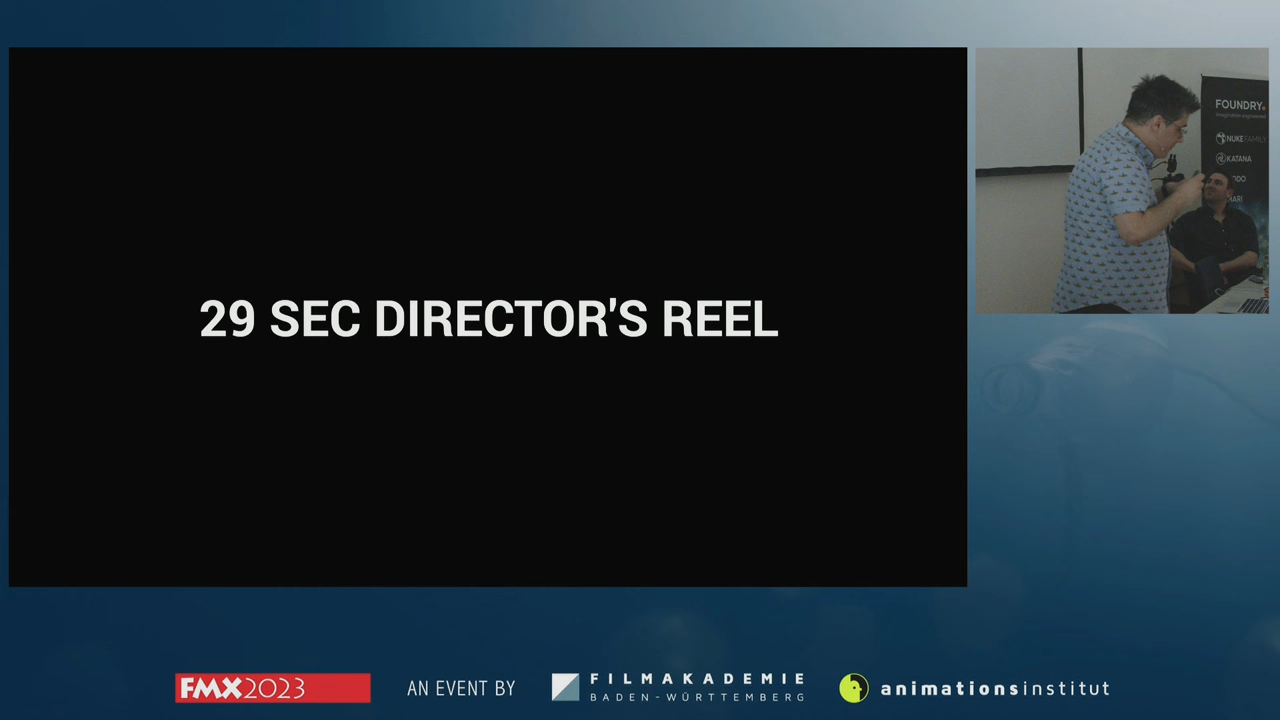 29 SEC DIRECTOR'S REEL
FOUNDRY.
NUKE FAMILY
KATANA
FMX2023
AN EVENT BY
FILMAKADEMIE
BADEN-WÜRTTEMBERG
animationsinstitut